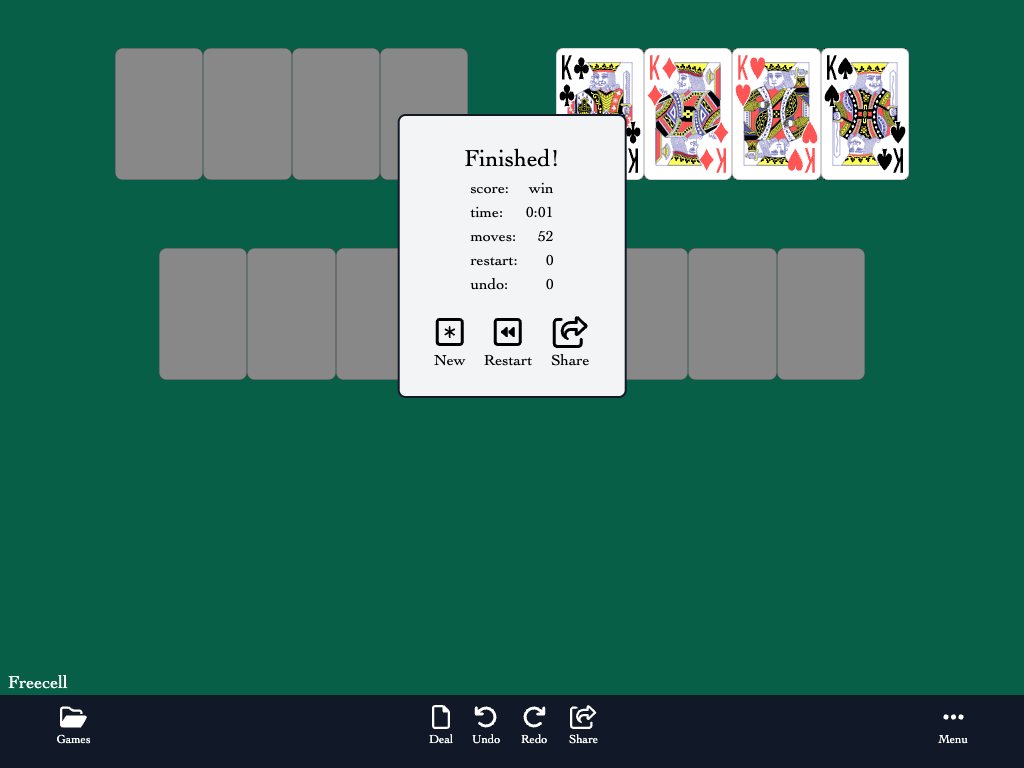 K K K K
K K K K
Finished!
score: win
time: 0:01
moves: 52
restart: 0
undo: 0
New Restart Share
Freecell
Games Deal Undo Redo Share Menu